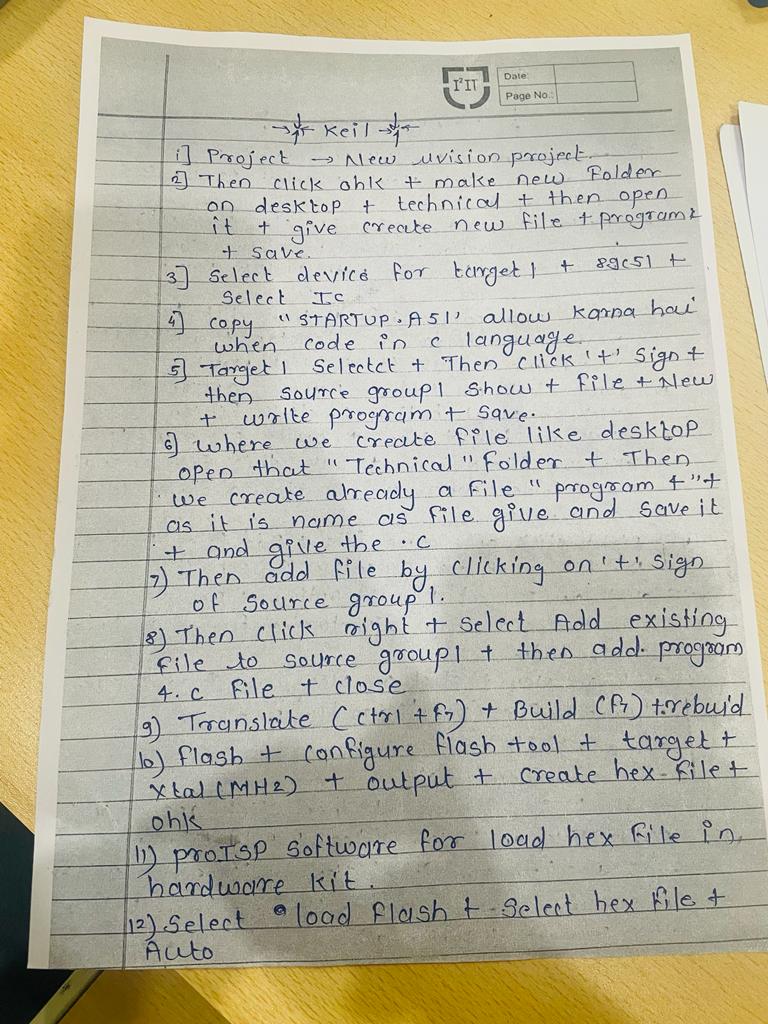 I²IT
Date:
Page No.:
Keil
1] Project → New uvision project.
2] Then click ohk + make new Folder
on desktop + technical + then open
it + give create new file + program
+ save.
3] Select device for target 1 + 89c51 +
Select Ic
4] copy "STARTUP.A51' allow karna hai
when code in c language.
5] Target 1 Selectct + Then click '+' Sign +
then source group1 show + file + New
+ write program + save.
6] where we create file like desktop
open that "Technical" Folder + Then
we create already a file " program 4 "+
as it is name as file give and save it
+ and give the .c
7) Then add file by clicking on '+' sign
of source group 1.
8) Then click right + select Add existing
file to source group1 + then add. program
4. c file + close
9) Translate (ctrl + f7) + Build (f7) + rebuid
10) flash + configure flash tool + target +
Xtal (MHz) + output + create hex-file +
ohk
11) proISP software for load hex file in
hardware kit.
12) Select load flash + select hex file +
Auto